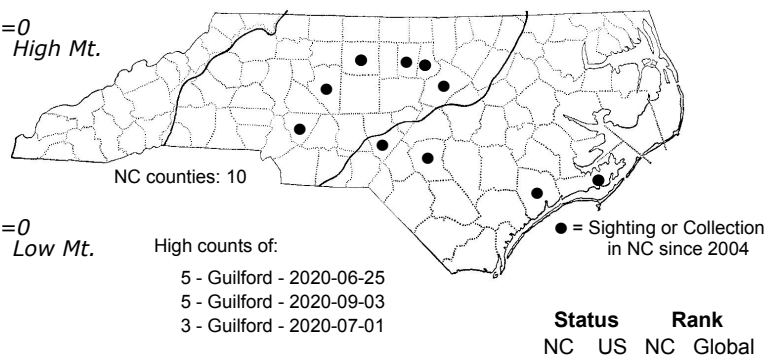 =0
High Mt.
NC counties: 10
=0
Low Mt.
High counts of:
5 - Guilford - 2020-06-25
5 - Guilford - 2020-09-03
3 - Guilford - 2020-07-01
● = Sighting or Collection
in NC since 2004
Status Rank
NC US NC Global